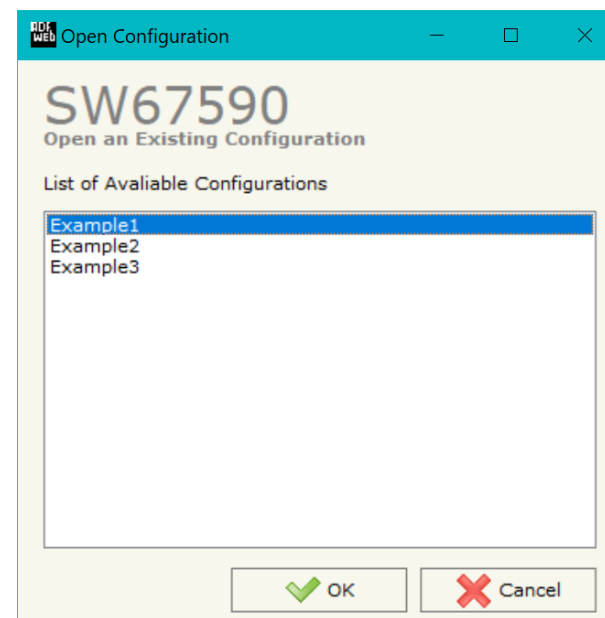 ADF
WEB Open Configuration
SW67590
Open an Existing Configuration
List of Avaliable Configurations
Example1
Example2
Example3
OK
Cancel